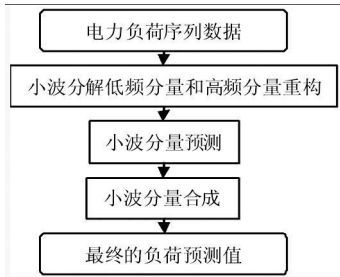 电力负荷序列数据
小波分解低频分量和高频分量重构
小波分量预测
小波分量合成
最终的负荷预测值